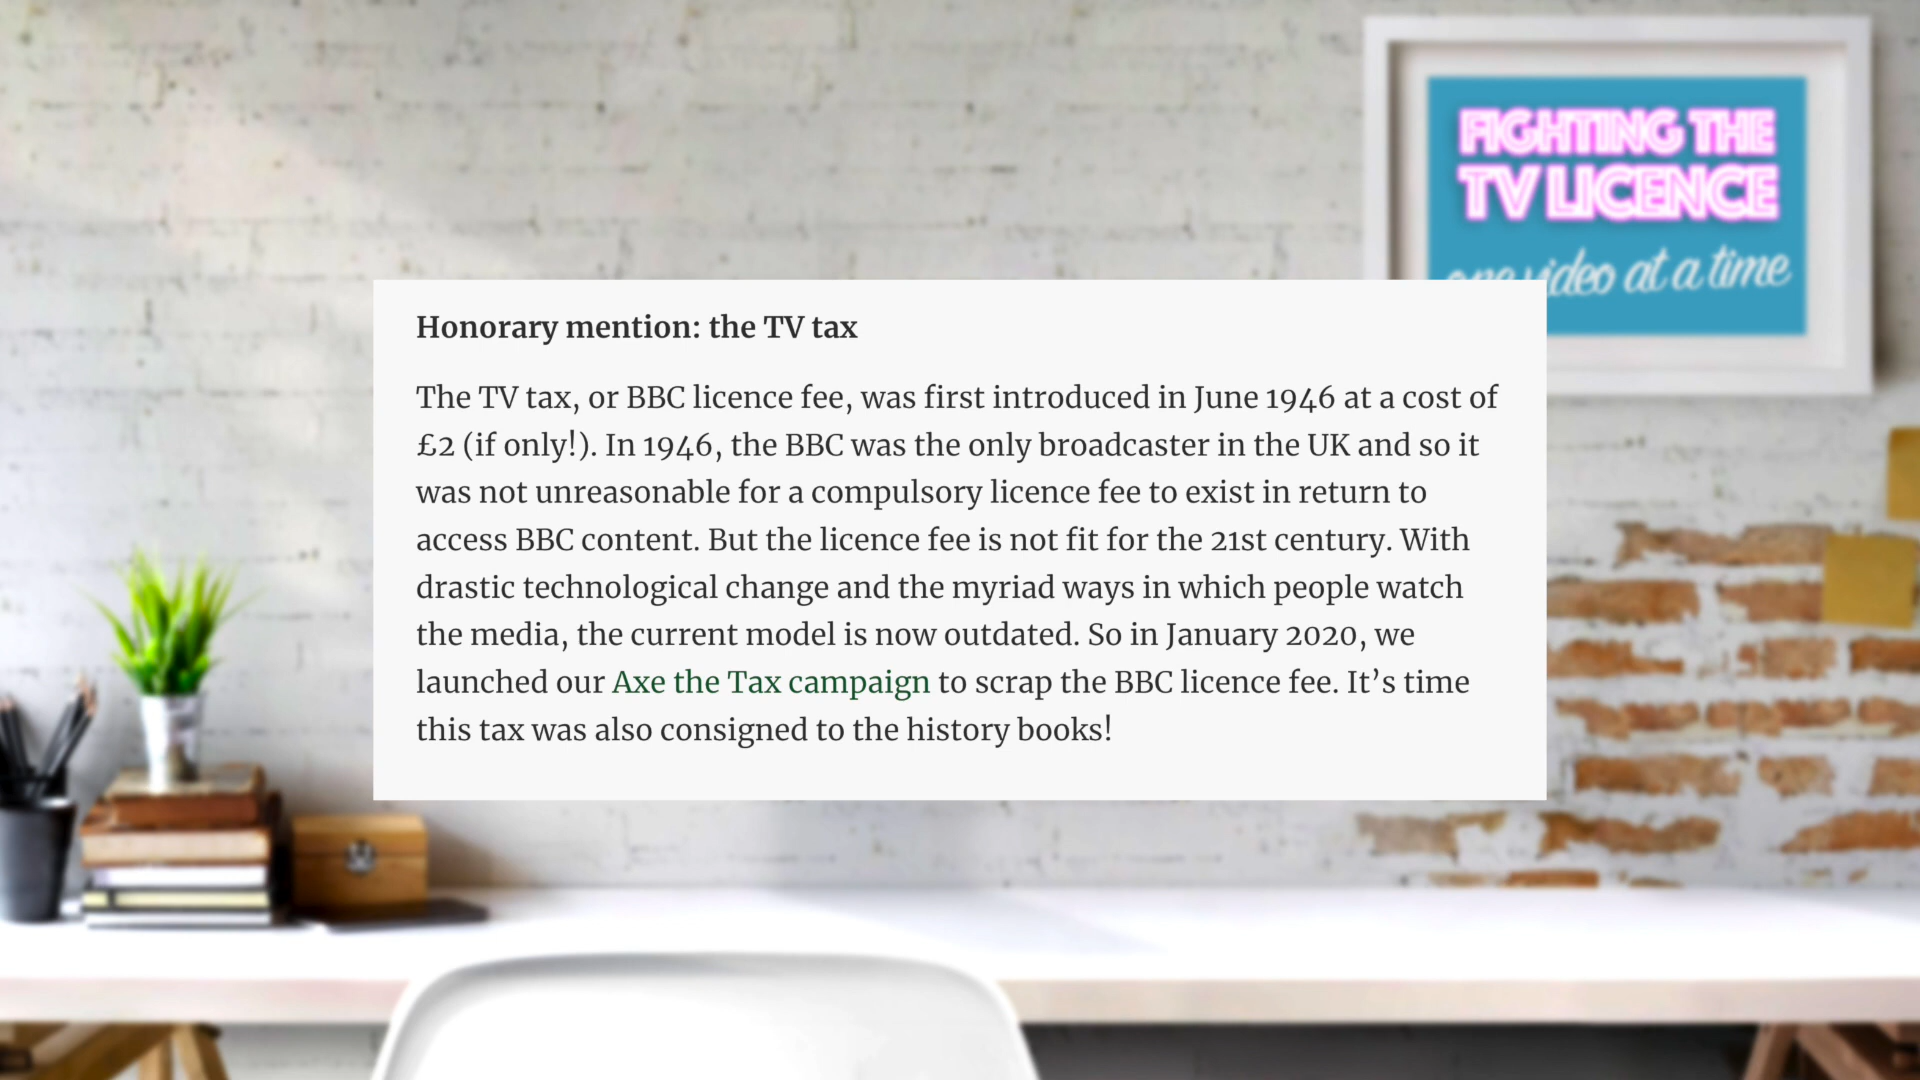 FIGHTING THE
TV LICENCE
one video at a time
Honorary mention: the TV tax
The TV tax, or BBC licence fee, was first introduced in June 1946 at a cost of
£2 (if only!). In 1946, the BBC was the only broadcaster in the UK and so it
was not unreasonable for a compulsory licence fee to exist in return to
access BBC content. But the licence fee is not fit for the 21st century. With
drastic technological change and the myriad ways in which people watch
the media, the current model is now outdated. So in January 2020, we
launched our Axe the Tax campaign to scrap the BBC licence fee. It’s time
this tax was also consigned to the history books!